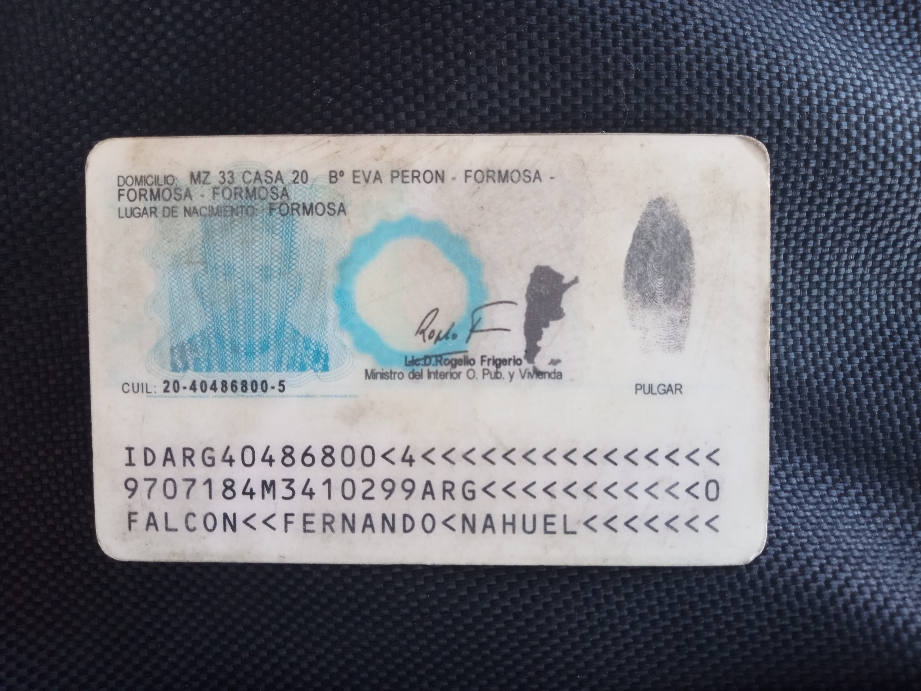 DOMICILIO: MZ 33 CASA 20 Bº EVA PERON - FORMOSA -
FORMOSA - FORMOSA
LUGAR DE NACIMIENTO: FORMOSA
Lic.D.Rogelio Frigerio
Ministro del Interior O. Pub. y Vivienda
CUIL: 20-40486800-5
PULGAR
IDARG40486800<4<<<<<<<<<<<<<<<
9707184M3410299ARG<<<<<<<<<<<0
FALCON<<FERNANDO<NAHUEL<<<<<<<